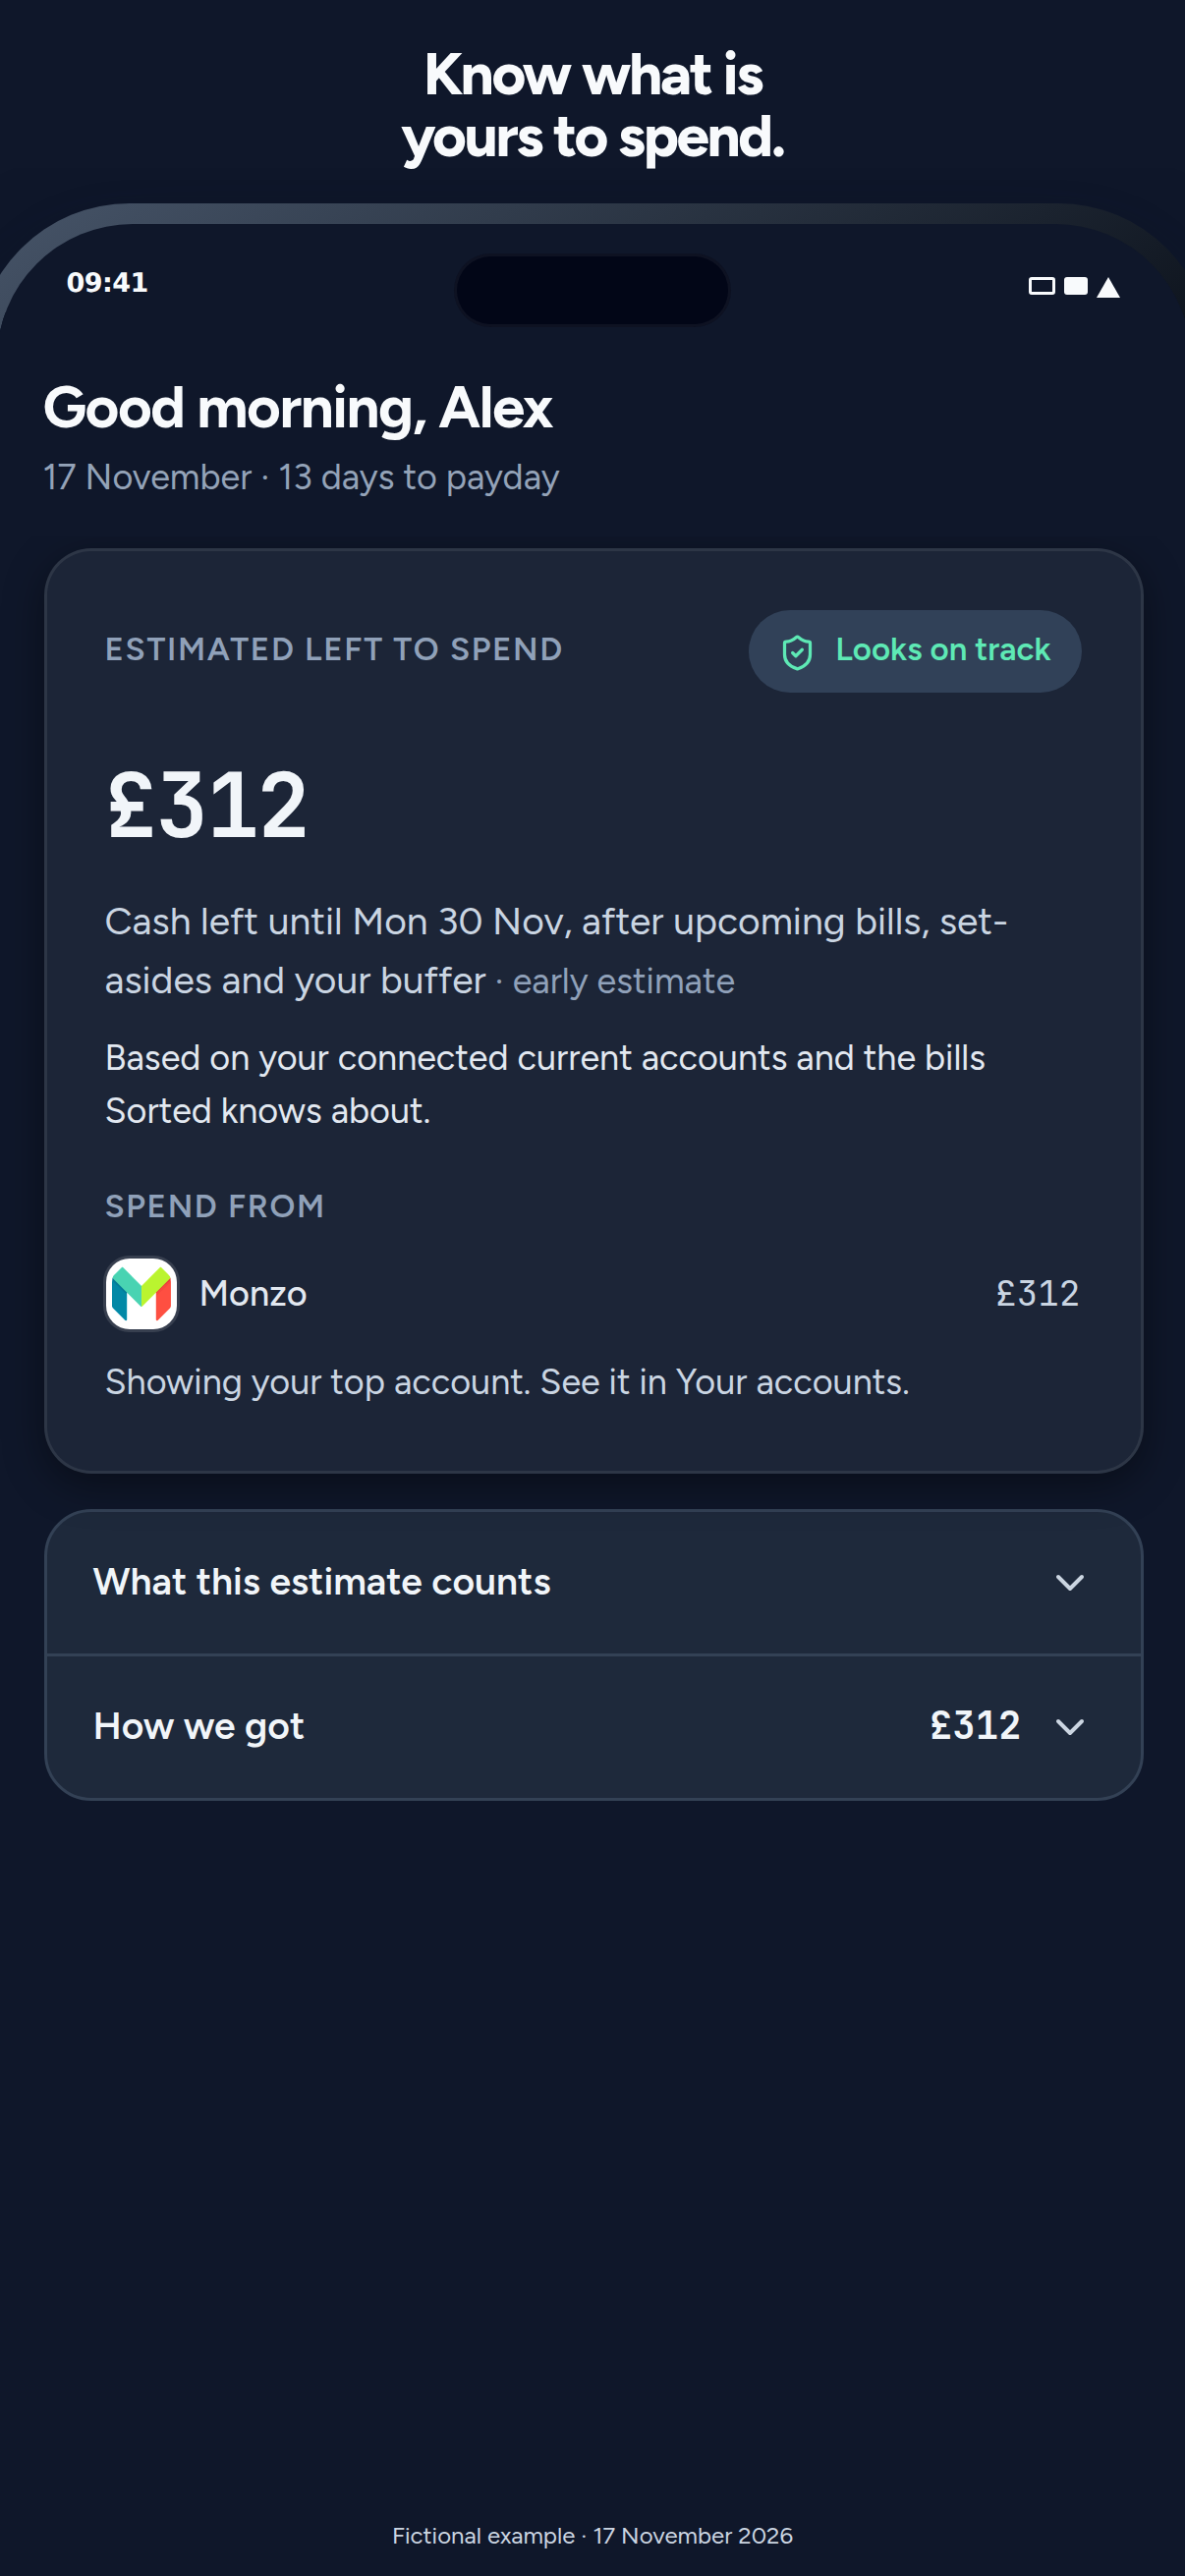 Know what is
yours to spend.
09:41
Good morning, Alex
17 November · 13 days to payday
ESTIMATED LEFT TO SPEND
Looks on track
£312
Cash left until Mon 30 Nov, after upcoming bills, set-
asides and your buffer · early estimate
Based on your connected current accounts and the bills
Sorted knows about.
SPEND FROM
Monzo £312
Showing your top account. See it in Your accounts.
What this estimate counts
How we got £312
Fictional example · 17 November 2026